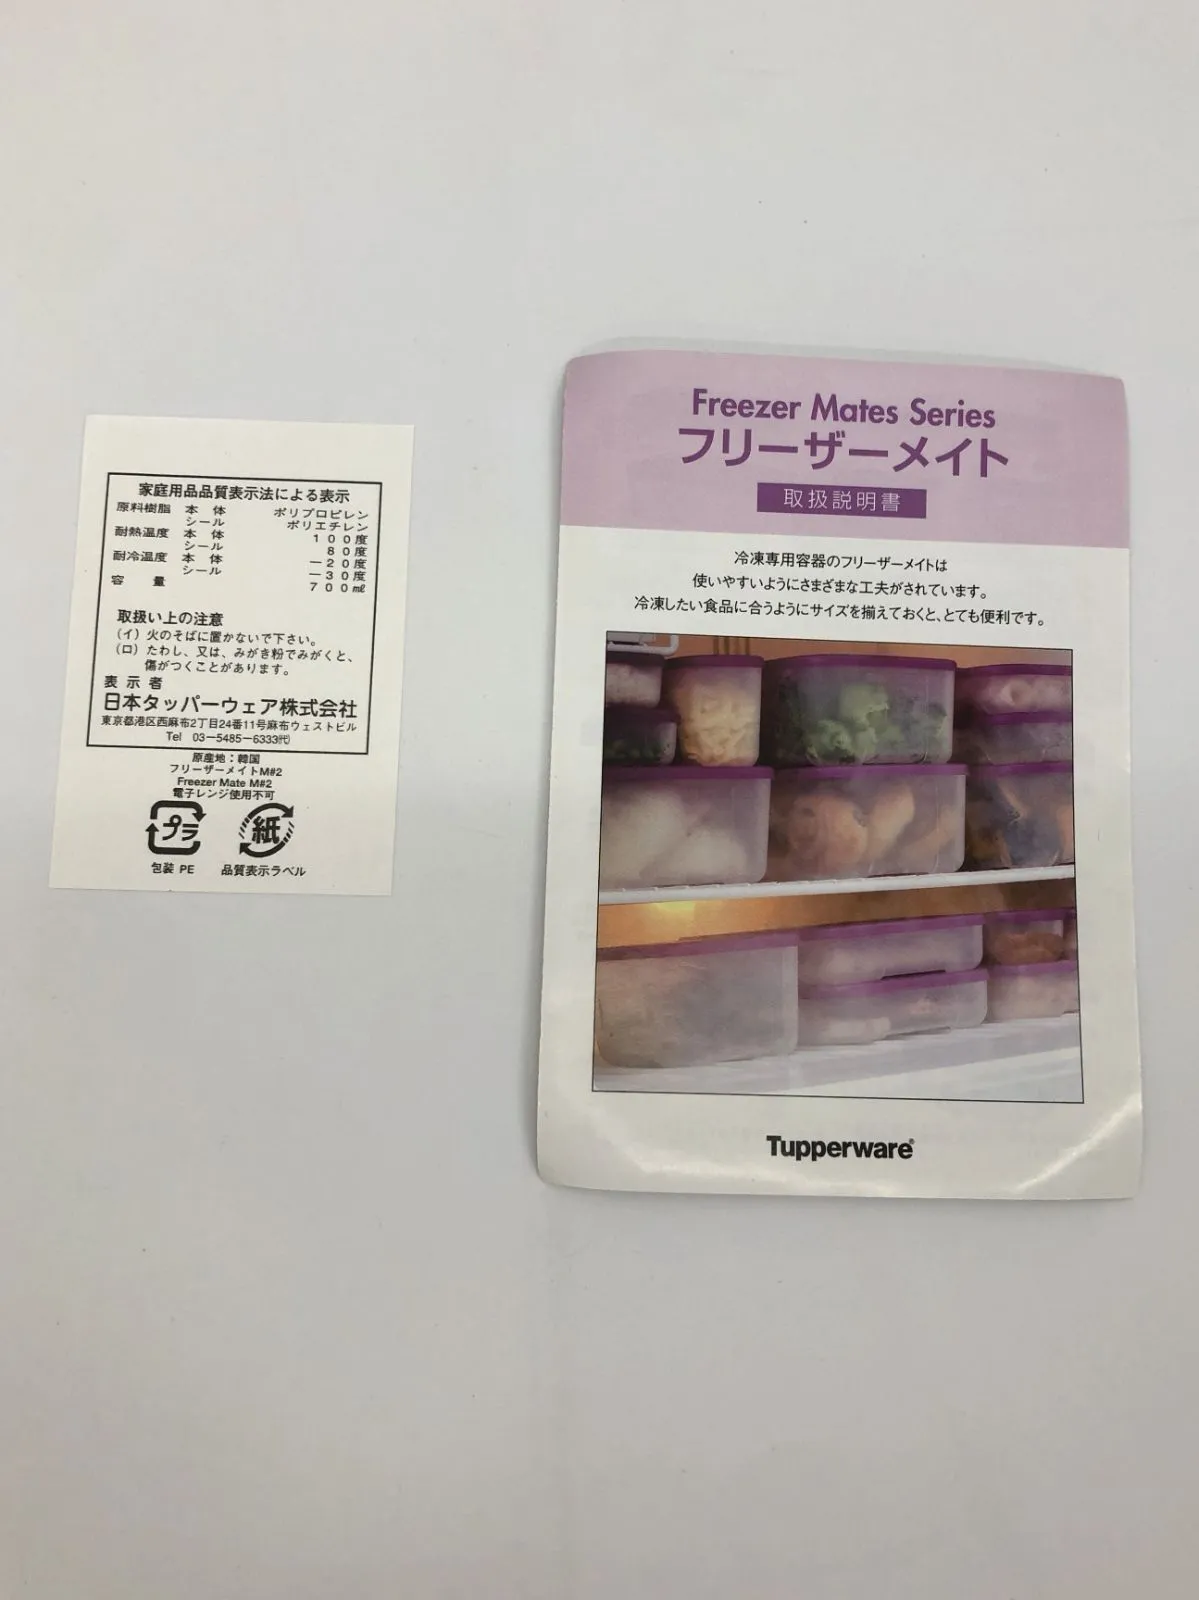 家庭用品品質表示法による表示
原料樹脂 本体 ポリプロピレン
シール ポリエチレン
耐熱温度 本体 100度
シール 80度
耐冷温度 本体 −20度
シール −30度
容量 700㎖
取扱い上の注意
(イ) 火のそばに置かないで下さい。
(ロ) たわし、又は、みがき粉でみがくと、
傷がつくことがあります。
表示者
日本タッパーウェア株式会社
東京都港区西麻布2丁目24番11号麻布ウェストビル
Tel 03−5485−6333㈹
原産地：韓国
フリーザーメイトM#2
Freezer Mate M#2
電子レンジ使用不可
プラ 紙
包装 PE 品質表示ラベル
Freezer Mates Series
フリーザーメイト
取扱説明書
冷凍専用容器のフリーザーメイトは
使いやすいようにさまざまな工夫がされています。
冷凍したい食品に合うようにサイズを揃えておくと、とても便利です。
Tupperware®